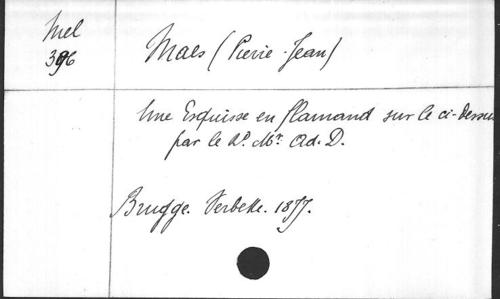 Mel
396
Maes (Pierre-Jean)
Une Esquisse en flamand sur le ci-dessus
par le Dr. Mr. Ad. D.
Brugge. Verbeke. 1877.